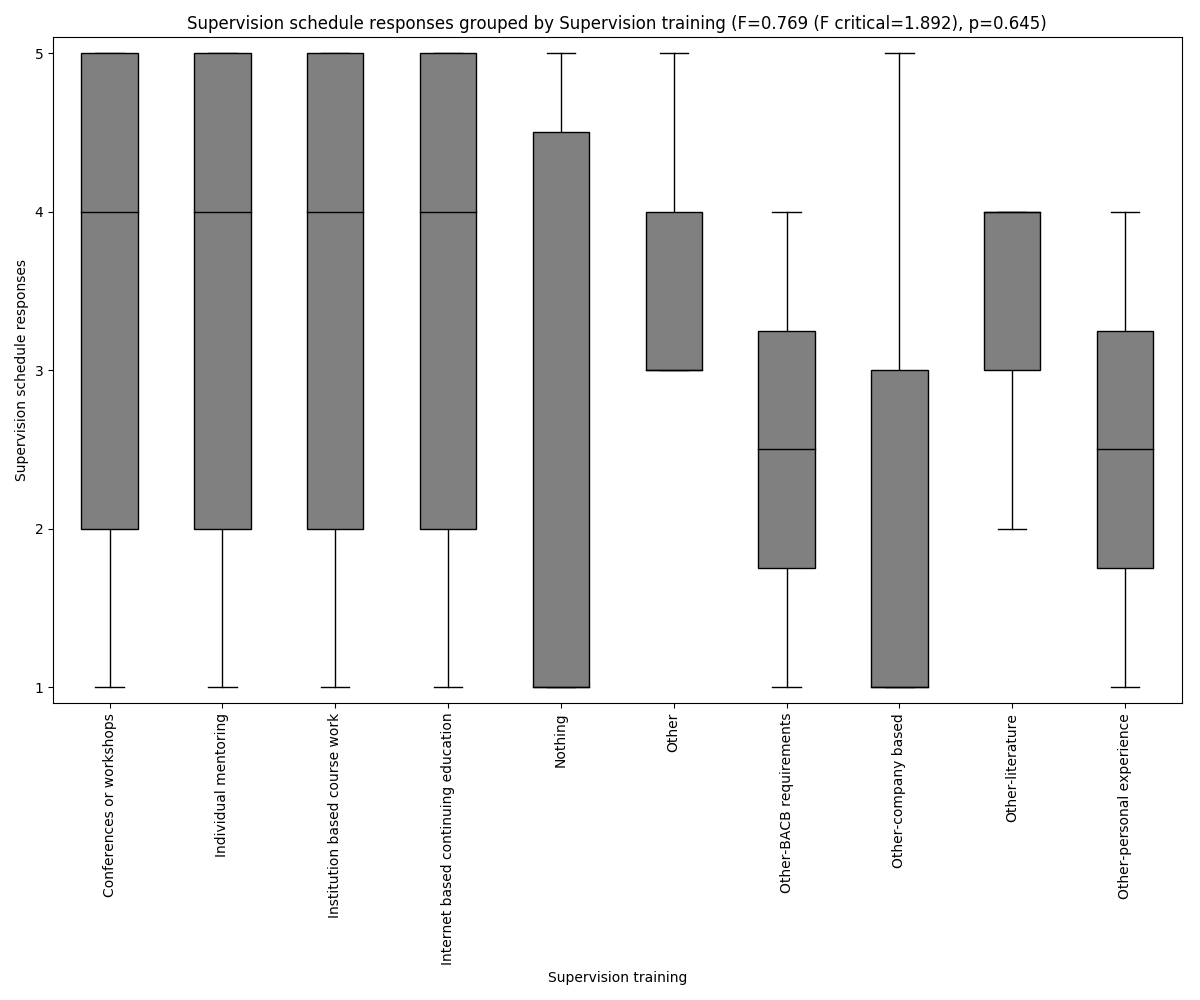 Supervision schedule responses grouped by Supervision training (F=0.769 (F critical=1.892), p=0.645)
Supervision schedule responses
5
4
3
2
1
Conferences or workshops
Individual mentoring
Institution based course work
Internet based continuing education
Nothing
Other
Other-BACB requirements
Other-company based
Other-literature
Other-personal experience
Supervision training